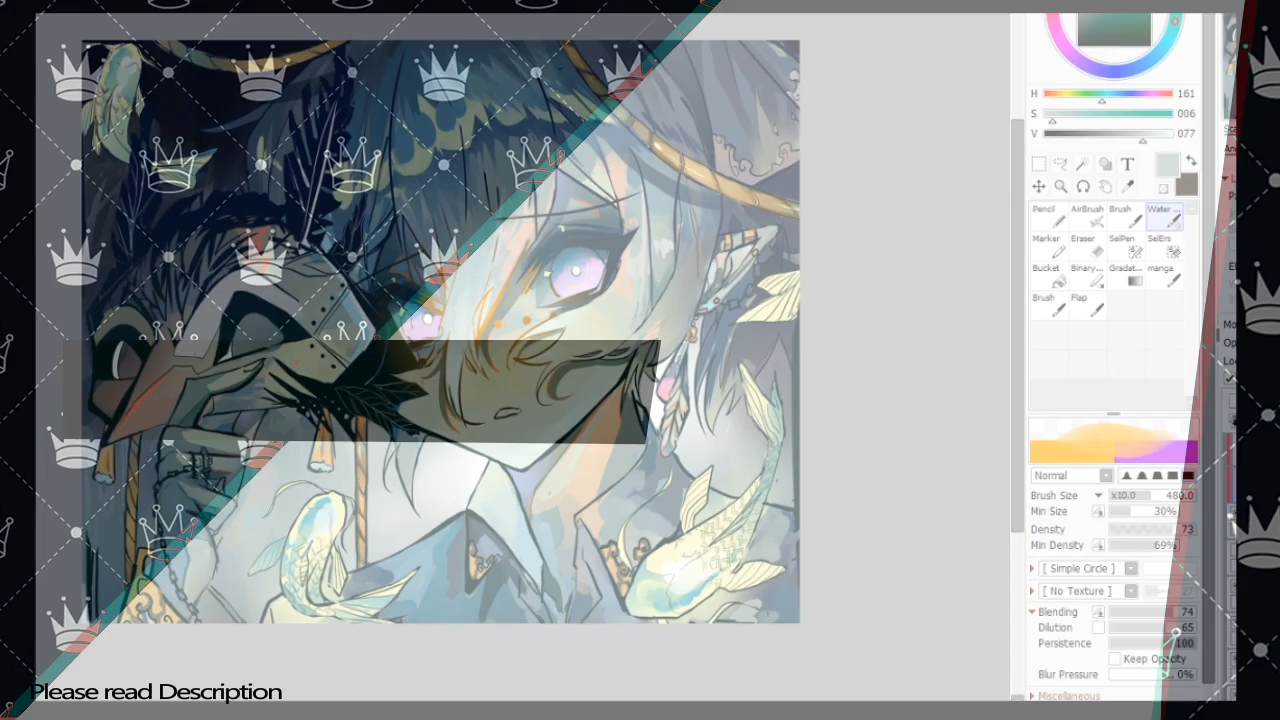 H 161
S 006
V 077
T
Pencil AirBrush Brush Water ...
Marker Eraser SelPen SelErs
Bucket Binary... Gradat... manga
Brush Flap
Normal
Brush Size x10.0 480.0
Min Size 30%
Density 73
Min Density 69%
[ Simple Circle ]
[ No Texture ] 27
Blending 74
Dilution 65
Persistence 100
Keep Opacity
Blur Pressure 0%
Miscellaneous
Please read Description